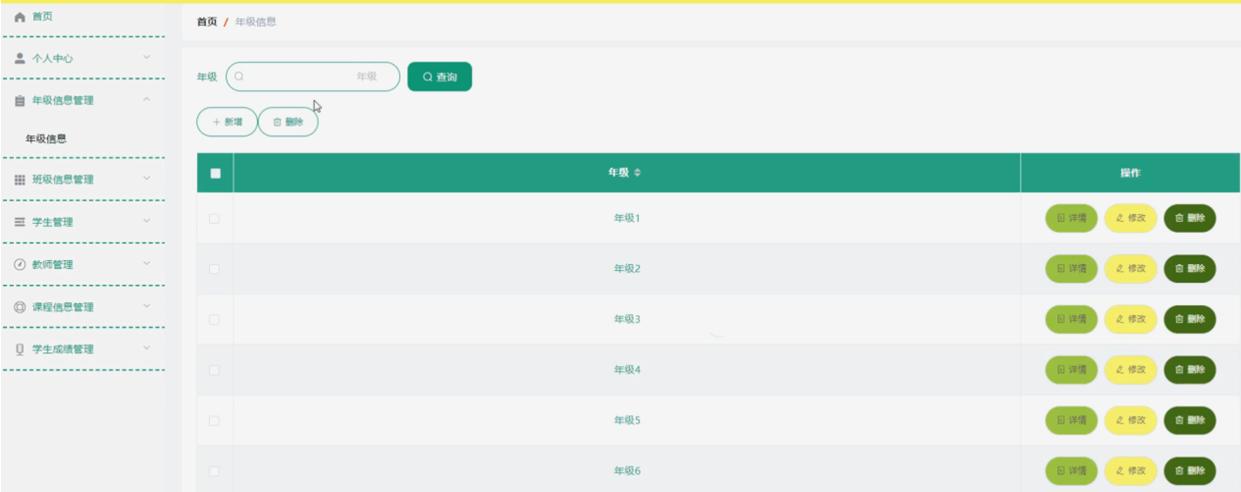 首页
个人中心
年级信息管理
年级信息
班级信息管理
学生管理
教师管理
课程信息管理
学生成绩管理
首页 / 年级信息
年级 年级 查询
+ 新增 删除
年级 操作
年级1 详情 修改 删除
年级2 详情 修改 删除
年级3 详情 修改 删除
年级4 详情 修改 删除
年级5 详情 修改 删除
年级6 详情 修改 删除